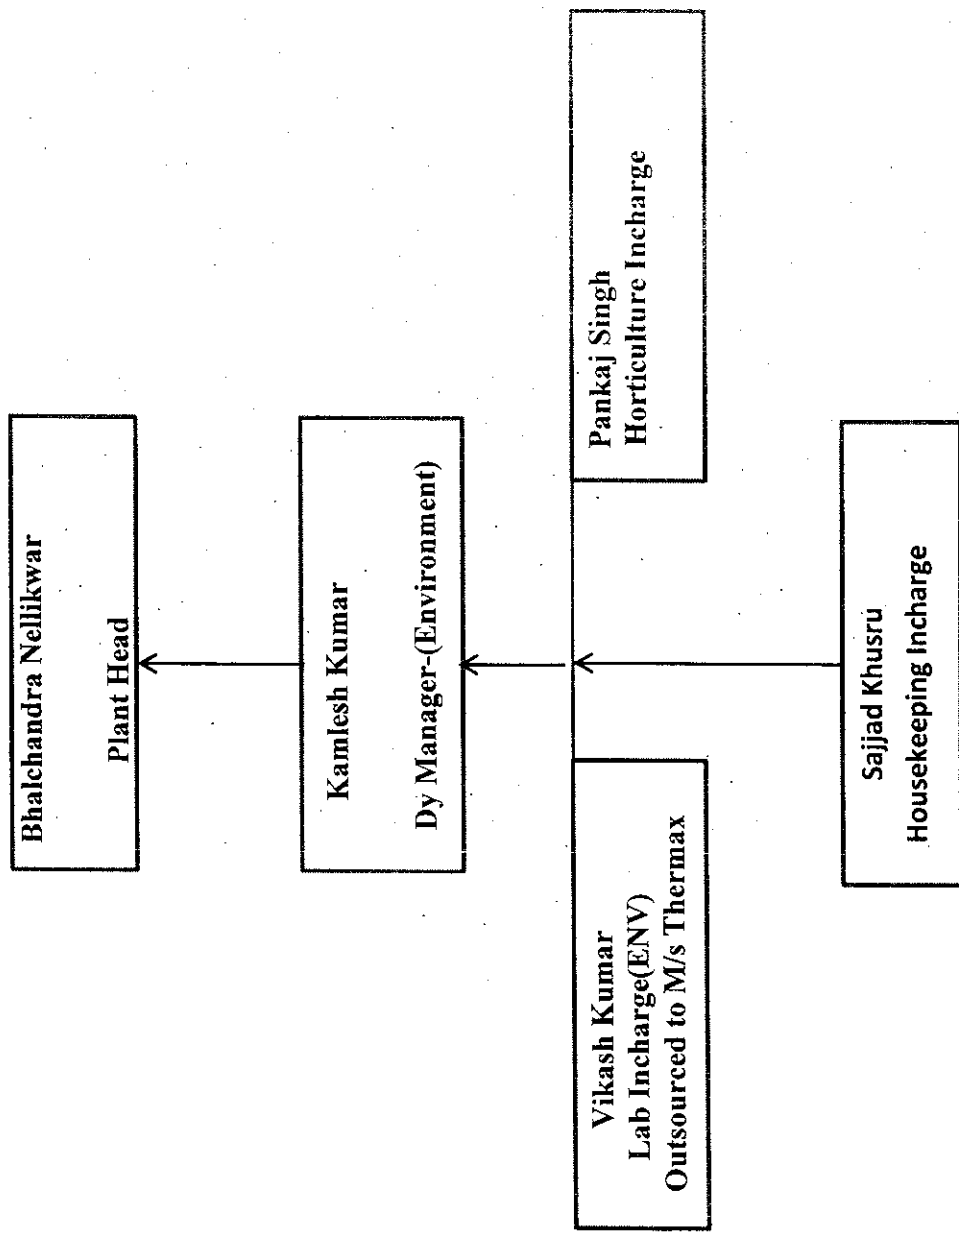 Bhalchandra Nellikwar
Plant Head
Kamlesh Kumar
Dy Manager-(Environment)
Vikash Kumar
Lab Incharge(ENV)
Outsourced to M/s Thermax
Pankaj Singh
Horticulture Incharge
Sajjad Khusru
Housekeeping Incharge